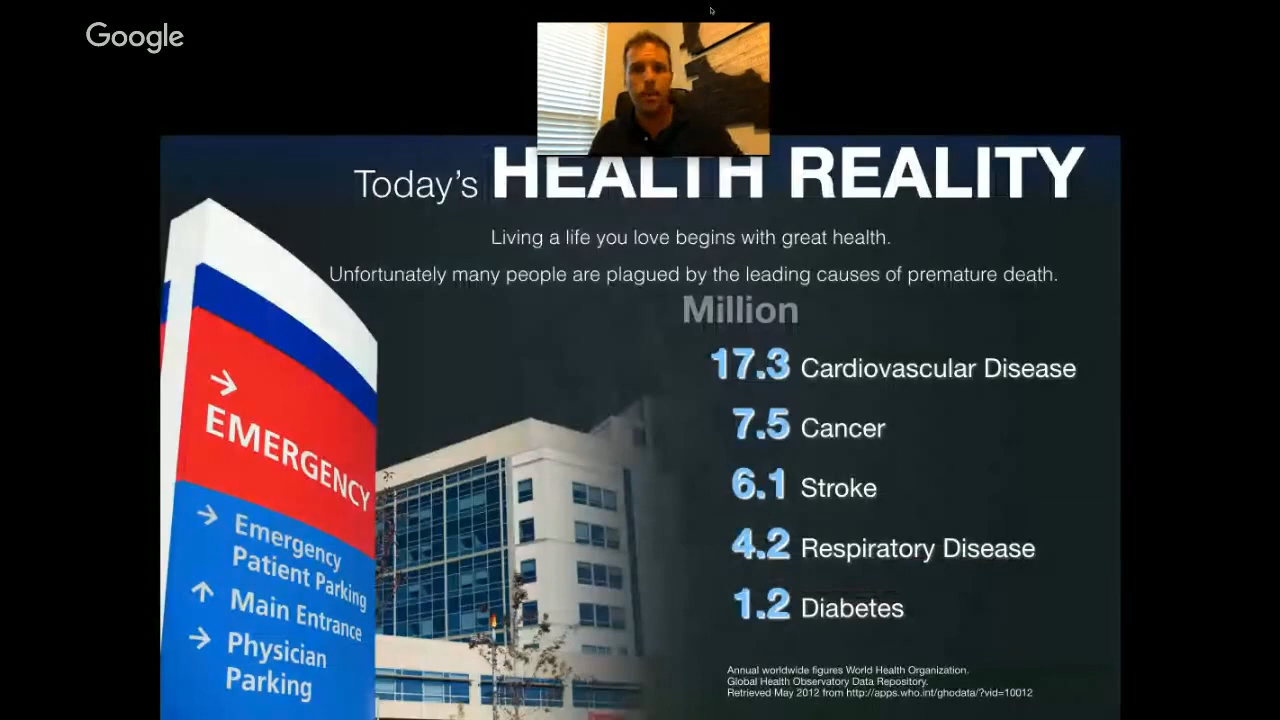 Google
Today's HEALTH REALITY
Living a life you love begins with great health.
Unfortunately many people are plagued by the leading causes of premature death.
Million
17.3 Cardiovascular Disease
7.5 Cancer
6.1 Stroke
4.2 Respiratory Disease
1.2 Diabetes
→
EMERGENCY
→ Emergency
Patient Parking
↑ Main Entrance
→ Physician
Parking
Annual worldwide figures World Health Organization.
Global Health Observatory Data Repository.
Retrieved May 2012 from http://apps.who.int/ghodata/?vid=10012